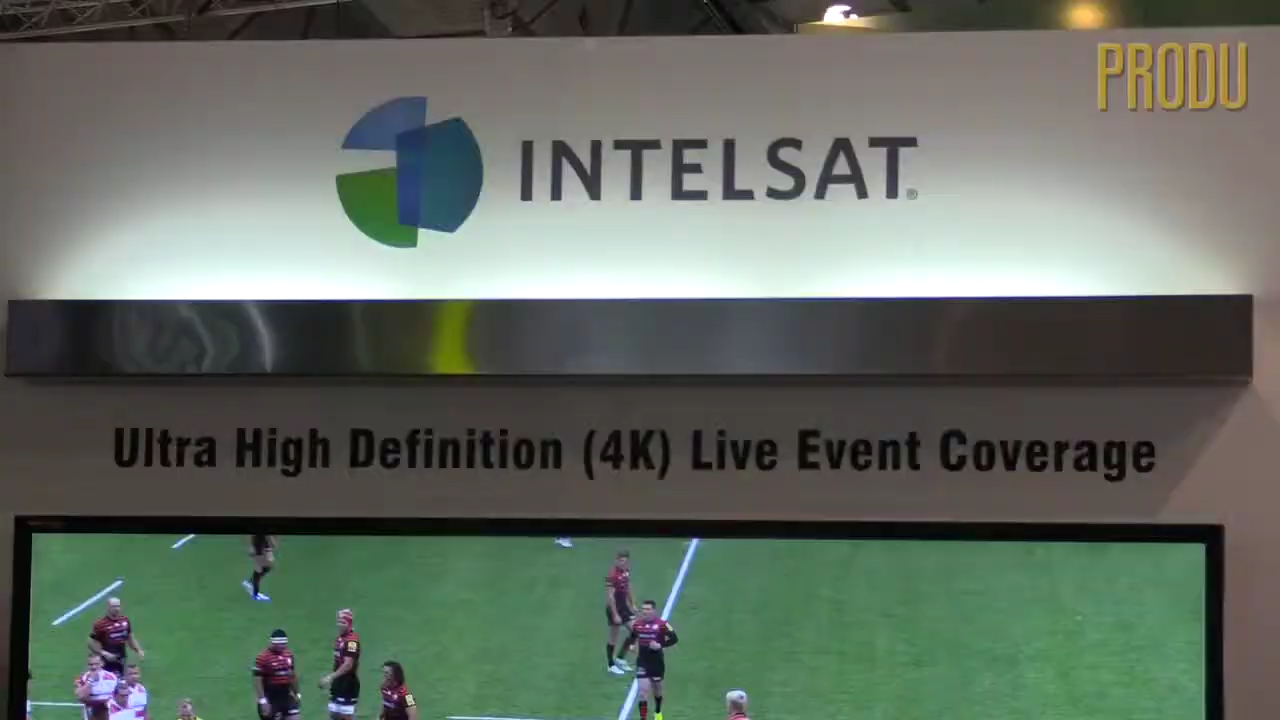 PRODU
INTELSAT®
Ultra High Definition (4K) Live Event Coverage